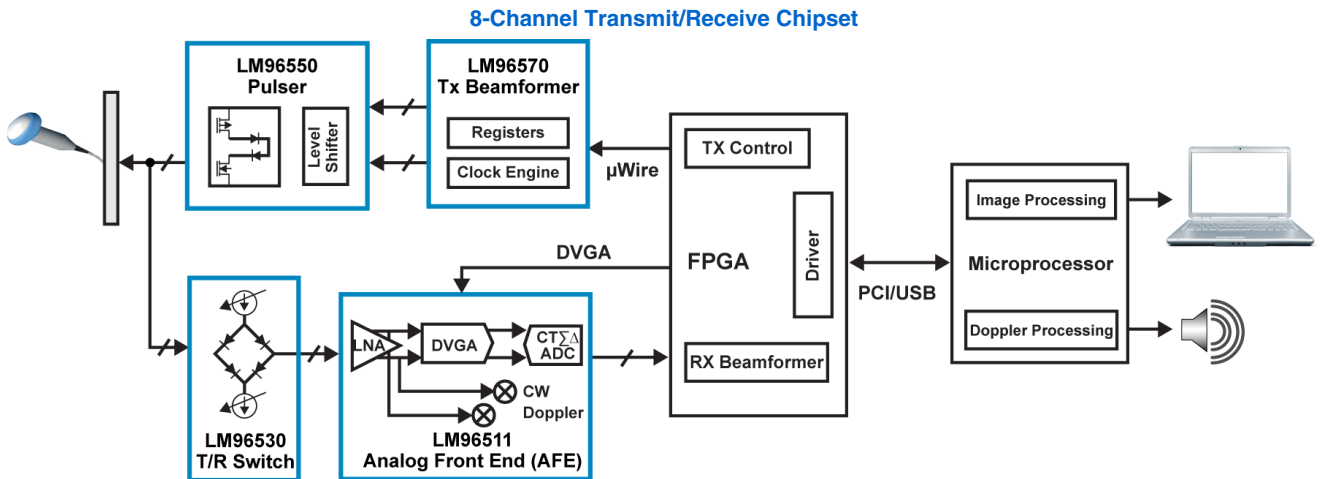 8-Channel Transmit/Receive Chipset
LM96550
Pulser
Level
Shifter
LM96570
Tx Beamformer
Registers
Clock Engine
µWire
TX Control
FPGA
Driver
RX Beamformer
DVGA
PCI/USB
Image Processing
Microprocessor
Doppler Processing
LM96530
T/R Switch
LNA
DVGA
CT∑∆
ADC
CW
Doppler
LM96511
Analog Front End (AFE)